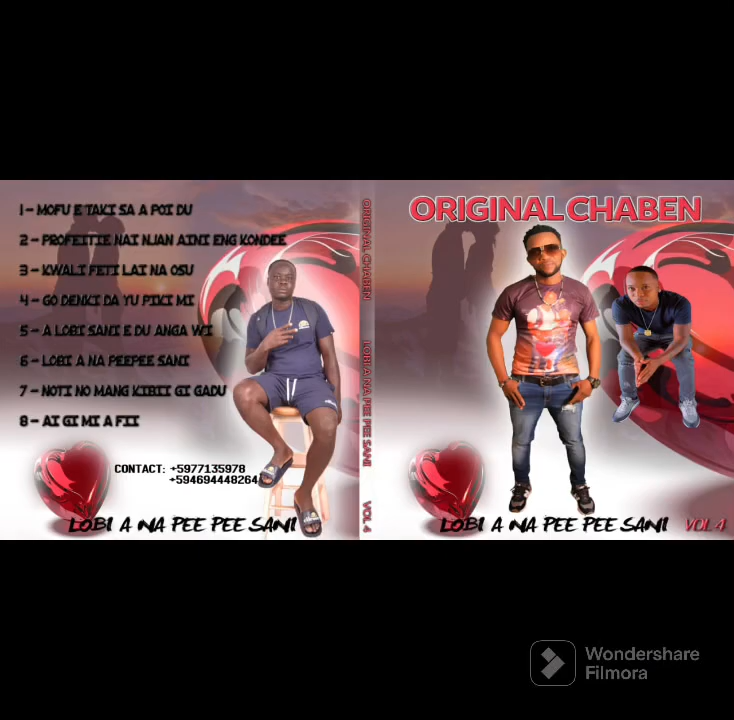 1 - MOFU E TAKI SA A POI DU
2 - PROFEITIE NAI NJAN AINI ENG KONDEE
3 - KWALI FETI LAI NA OSU
4 - GO DENKI DA YU PIKI MI
5 - A LOBI SANI E DU ANGA WI
6 - LOBI A NA PEEPEE SANI
7 - NOTI NO MANG KIBII GI GADU
8 - AI GI MI A FII
CONTACT: +5977135978
+594694448264
LOBI A NA PEE PEE SANI
ORIGINAL CHABEN LOBI A NA PEE PEE SANI VOL 4
ORIGINAL CHABEN
LOBI A NA PEE PEE SANI VOL 4
Wondershare
Filmora